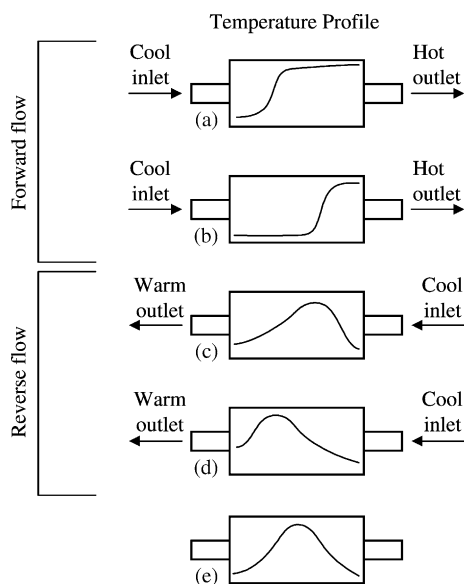 Temperature Profile
Forward flow
Cool
inlet
Hot
outlet
(a)
Cool
inlet
Hot
outlet
(b)
Reverse flow
Warm
outlet
Cool
inlet
(c)
Warm
outlet
Cool
inlet
(d)
(e)